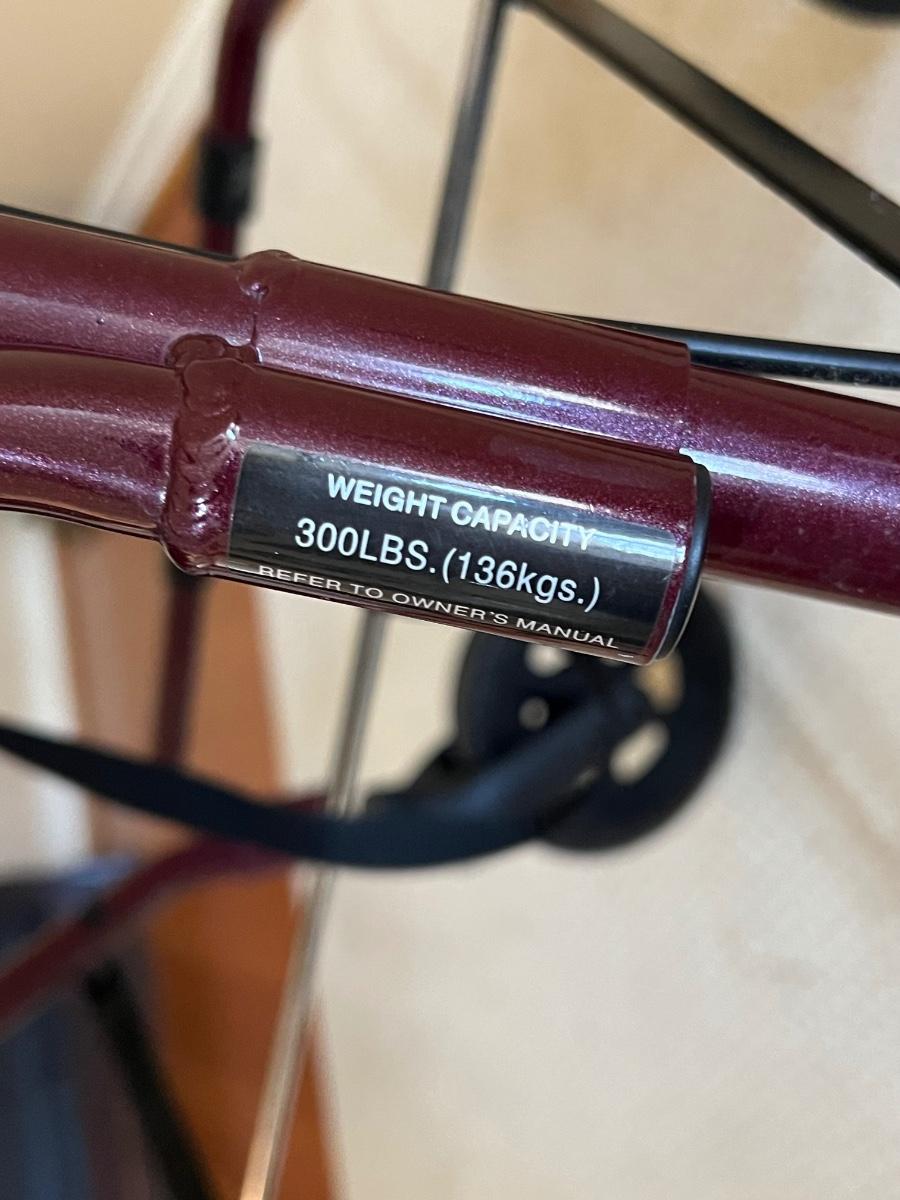 WEIGHT CAPACITY
300LBS.(136kgs.)
REFER TO OWNER'S MANUAL